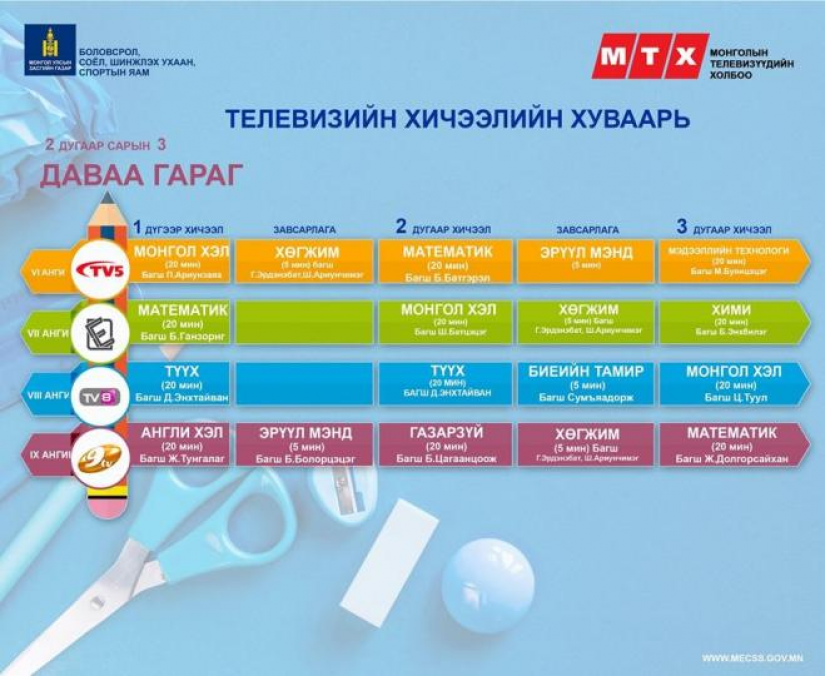 МОНГОЛ УЛСЫН
ЗАСГИЙН ГАЗАР
БОЛОВСРОЛ,
СОЁЛ, ШИНЖЛЭХ УХААН,
СПОРТЫН ЯАМ
МТХ
МОНГОЛЫН
ТЕЛЕВИЗҮҮДИЙН
ХОЛБОО
ТЕЛЕВИЗИЙН ХИЧЭЭЛИЙН ХУВААРЬ
2 ДУГААР САРЫН 3
ДАВАА ГАРАГ
1 ДҮГЭЭР ХИЧЭЭЛ
ЗАВСАРЛАГА
2 ДУГААР ХИЧЭЭЛ
ЗАВСАРЛАГА
3 ДУГААР ХИЧЭЭЛ
VI АНГИ
TV5
МОНГОЛ ХЭЛ
(20 мин)
Багш П.Ариунзаяа
ХӨГЖИМ
(5 мин) багш
Г.Эрдэнэбат,Ш.Ариунчимэг
МАТЕМАТИК
(20 мин)
Багш Б.Батгэрэл
ЭРҮҮЛ МЭНД
(5 мин)
МЭДЭЭЛЛИЙН ТЕХНОЛОГИ
(20 мин)
Багш М.Буянцэцэг
VII АНГИ
E
МАТЕМАТИК
(20 мин)
Багш Б.Ганзориг
МОНГОЛ ХЭЛ
(20 мин)
Багш Ш.Батцэцэг
ХӨГЖИМ
(5 мин) Багш
Г.Эрдэнэбат, Ш.Ариунчимэг
ХИМИ
(20 мин)
Багш Б.Энхбилэг
VIII АНГИ
TV8
ТҮҮХ
(20 мин)
Багш Д.Энхтайван
ТҮҮХ
(20 МИН)
БАГШ Д.ЭНХТАЙВАН
БИЕИЙН ТАМИР
(5 мин)
Багш Сумъяадорж
МОНГОЛ ХЭЛ
(20 мин)
Багш Ц.Туул
IX АНГИ
9tv
АНГЛИ ХЭЛ
(20 мин)
Багш Ж.Тунгалаг
ЭРҮҮЛ МЭНД
(5 мин)
Багш Б.Болорцэцэг
ГАЗАРЗҮЙ
(20 мин)
Багш Б.Цагаанцоож
ХӨГЖИМ
(5 мин) Багш
Г.Эрдэнэбат, Ш.Ариунчимэг
МАТЕМАТИК
(20 мин)
Багш Ж.Долгорсайхан
WWW.MECSS.GOV.MN